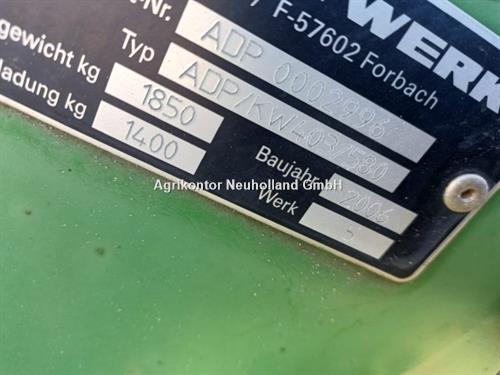 / F-57602 Forbach WERK
-Nr. ADP 0002996
Typ ADP/KW403/580
gewicht kg 1850
ladung kg 1400
Baujahr 2006
Werk 5
Agrikontor Neuholland GmbH